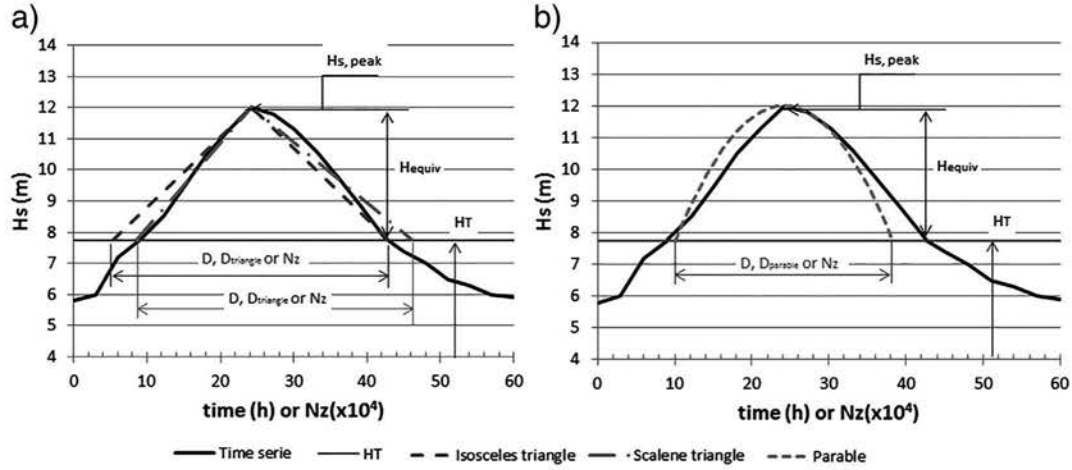 a)
14
13
12
11
10
9
8
7
6
5
4
Hs (m)
Hs, peak
Hequiv
HT
D, Dtriangle or Nz
D, Dtriangle or Nz
0 10 20 30 40 50 60
time (h) or Nz(x10⁴)
b)
14
13
12
11
10
9
8
7
6
5
4
Hs (m)
Hs, peak
Hequiv
HT
D, Dparable or Nz
0 10 20 30 40 50 60
time (h) or Nz(x10⁴)
Time serie HT Isosceles triangle Scalene triangle Parable